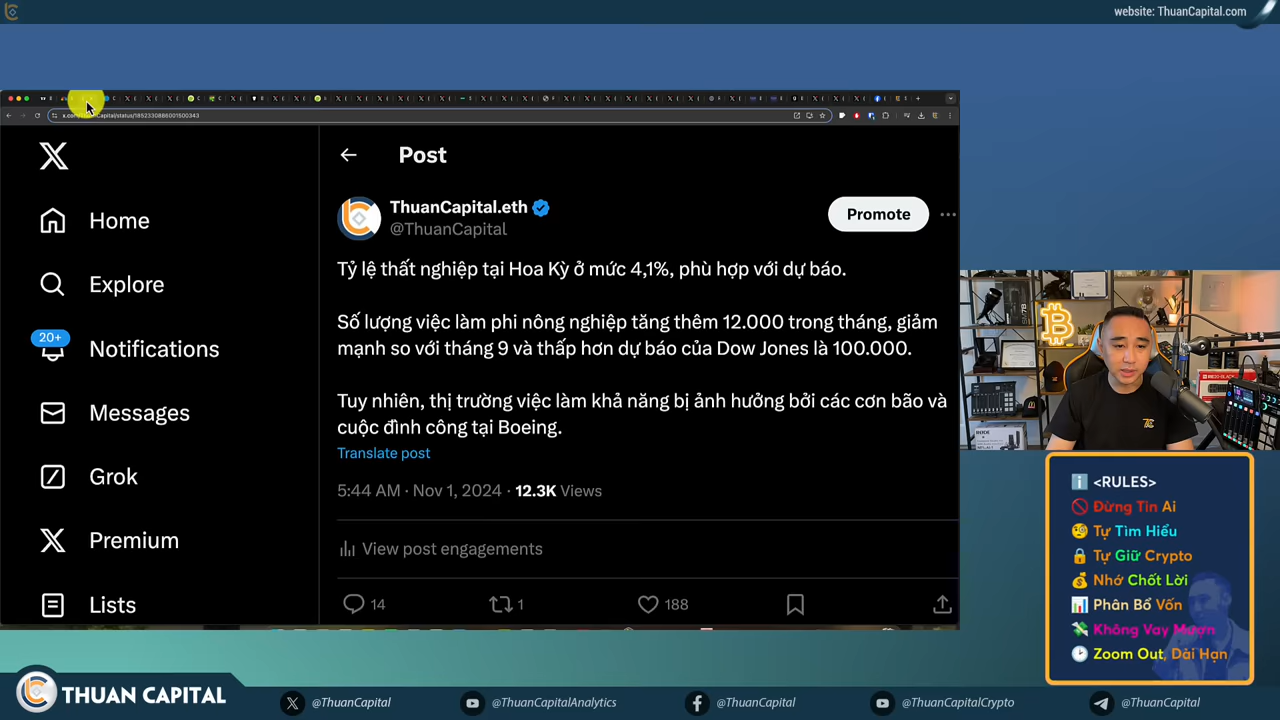 website: ThuanCapital.com
Post
ThuanCapital.eth
@ThuanCapital
Promote
Home
Explore
20+
Notifications
Messages
Grok
Premium
Lists
Tỷ lệ thất nghiệp tại Hoa Kỳ ở mức 4,1%, phù hợp với dự báo.
Số lượng việc làm phi nông nghiệp tăng thêm 12.000 trong tháng, giảm
mạnh so với tháng 9 và thấp hơn dự báo của Dow Jones là 100.000.
Tuy nhiên, thị trường việc làm khả năng bị ảnh hưởng bởi các cơn bão và
cuộc đình công tại Boeing.
Translate post
5:44 AM · Nov 1, 2024 · 12.3K Views
View post engagements
14
1
188
<RULES>
Đừng Tin Ai
Tự Tìm Hiểu
Tự Giữ Crypto
Nhớ Chốt Lời
Phân Bổ Vốn
Không Vay Mượn
Zoom Out, Dài Hạn
THUAN CAPITAL
@ThuanCapital
@ThuanCapitalAnalytics
@ThuanCapital
@ThuanCapitalCrypto
@ThuanCapital